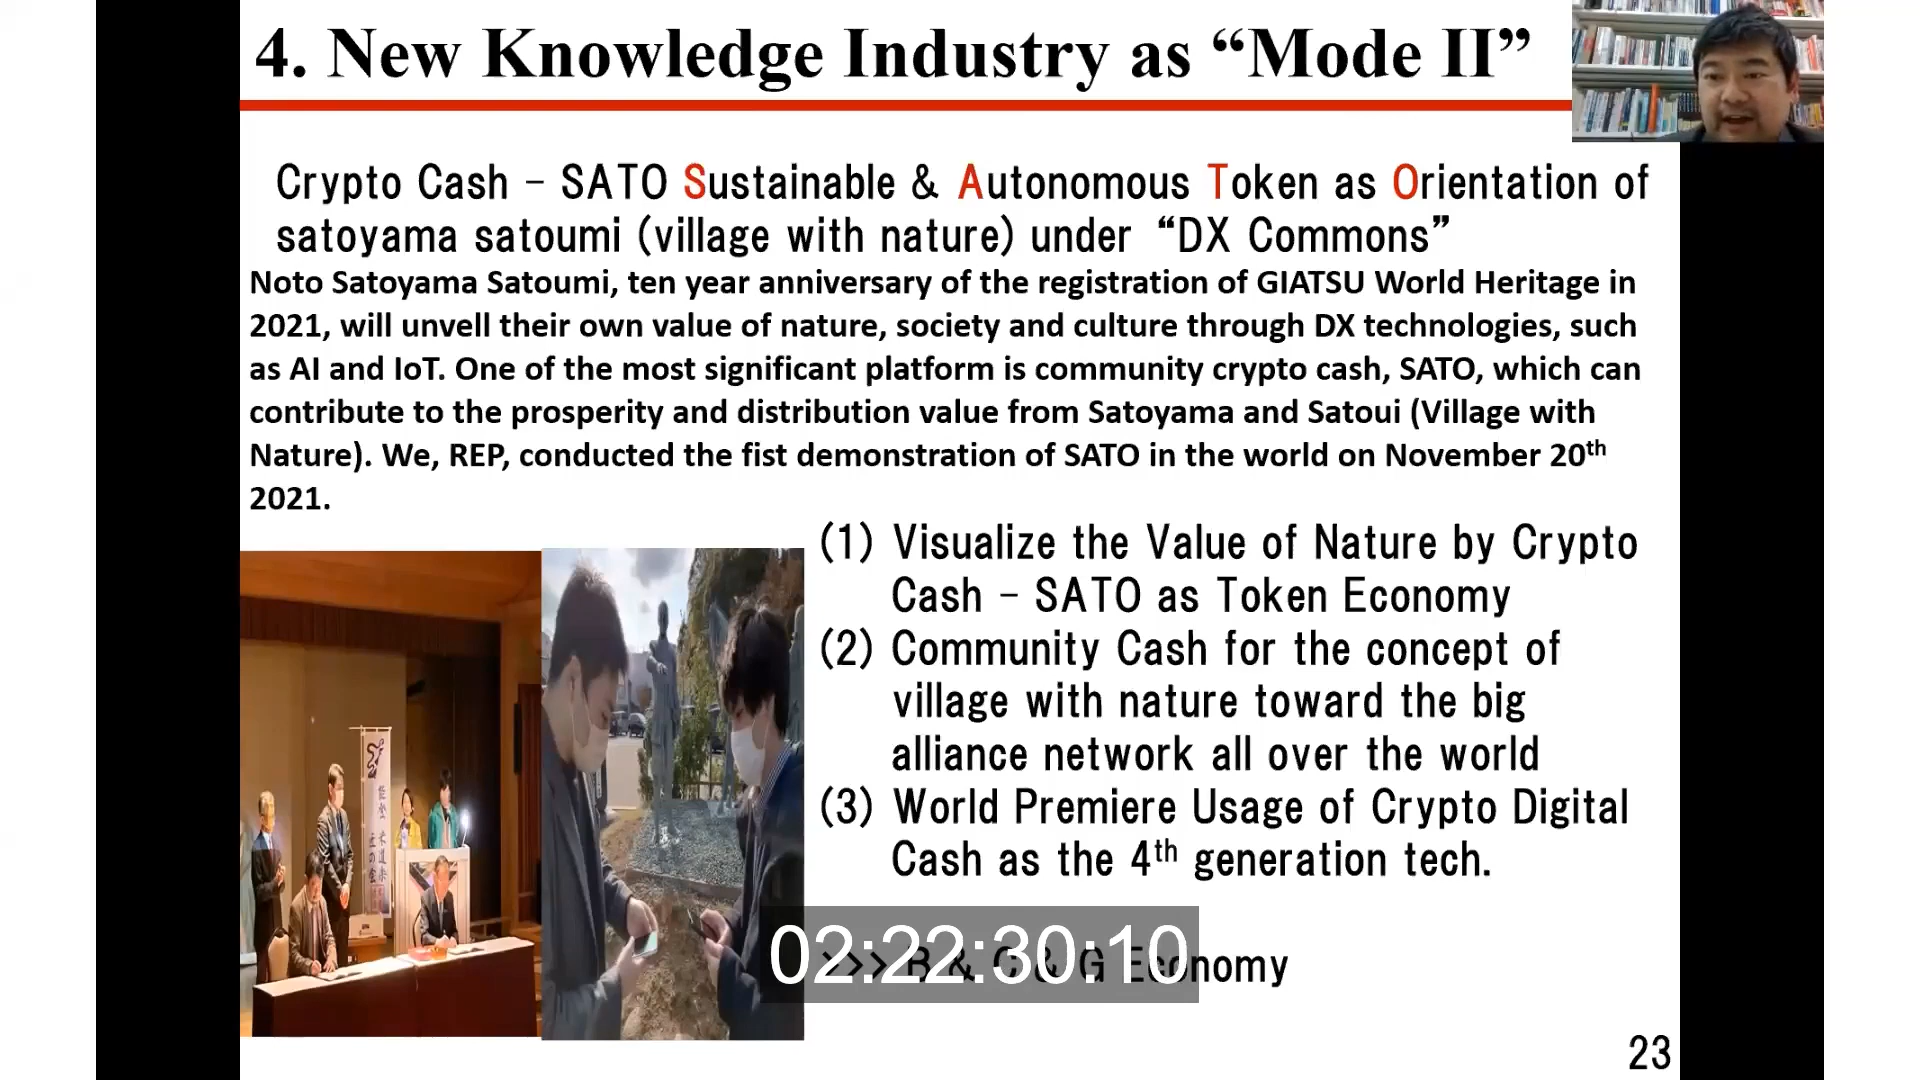 4. New Knowledge Industry as “Mode II”
Crypto Cash – SATO Sustainable & Autonomous Token as Orientation of
satoyama satoumi (village with nature) under “DX Commons”
Noto Satoyama Satoumi, ten year anniversary of the registration of GIATSU World Heritage in
2021, will unvell their own value of nature, society and culture through DX technologies, such
as AI and IoT. One of the most significant platform is community crypto cash, SATO, which can
contribute to the prosperity and distribution value from Satoyama and Satoui (Village with
Nature). We, REP, conducted the fist demonstration of SATO in the world on November 20th
2021.
(1) Visualize the Value of Nature by Crypto
Cash – SATO as Token Economy
(2) Community Cash for the concept of
village with nature toward the big
alliance network all over the world
(3) World Premiere Usage of Crypto Digital
Cash as the 4th generation tech.
>>> B & C & G Economy
02:22:30:10
23